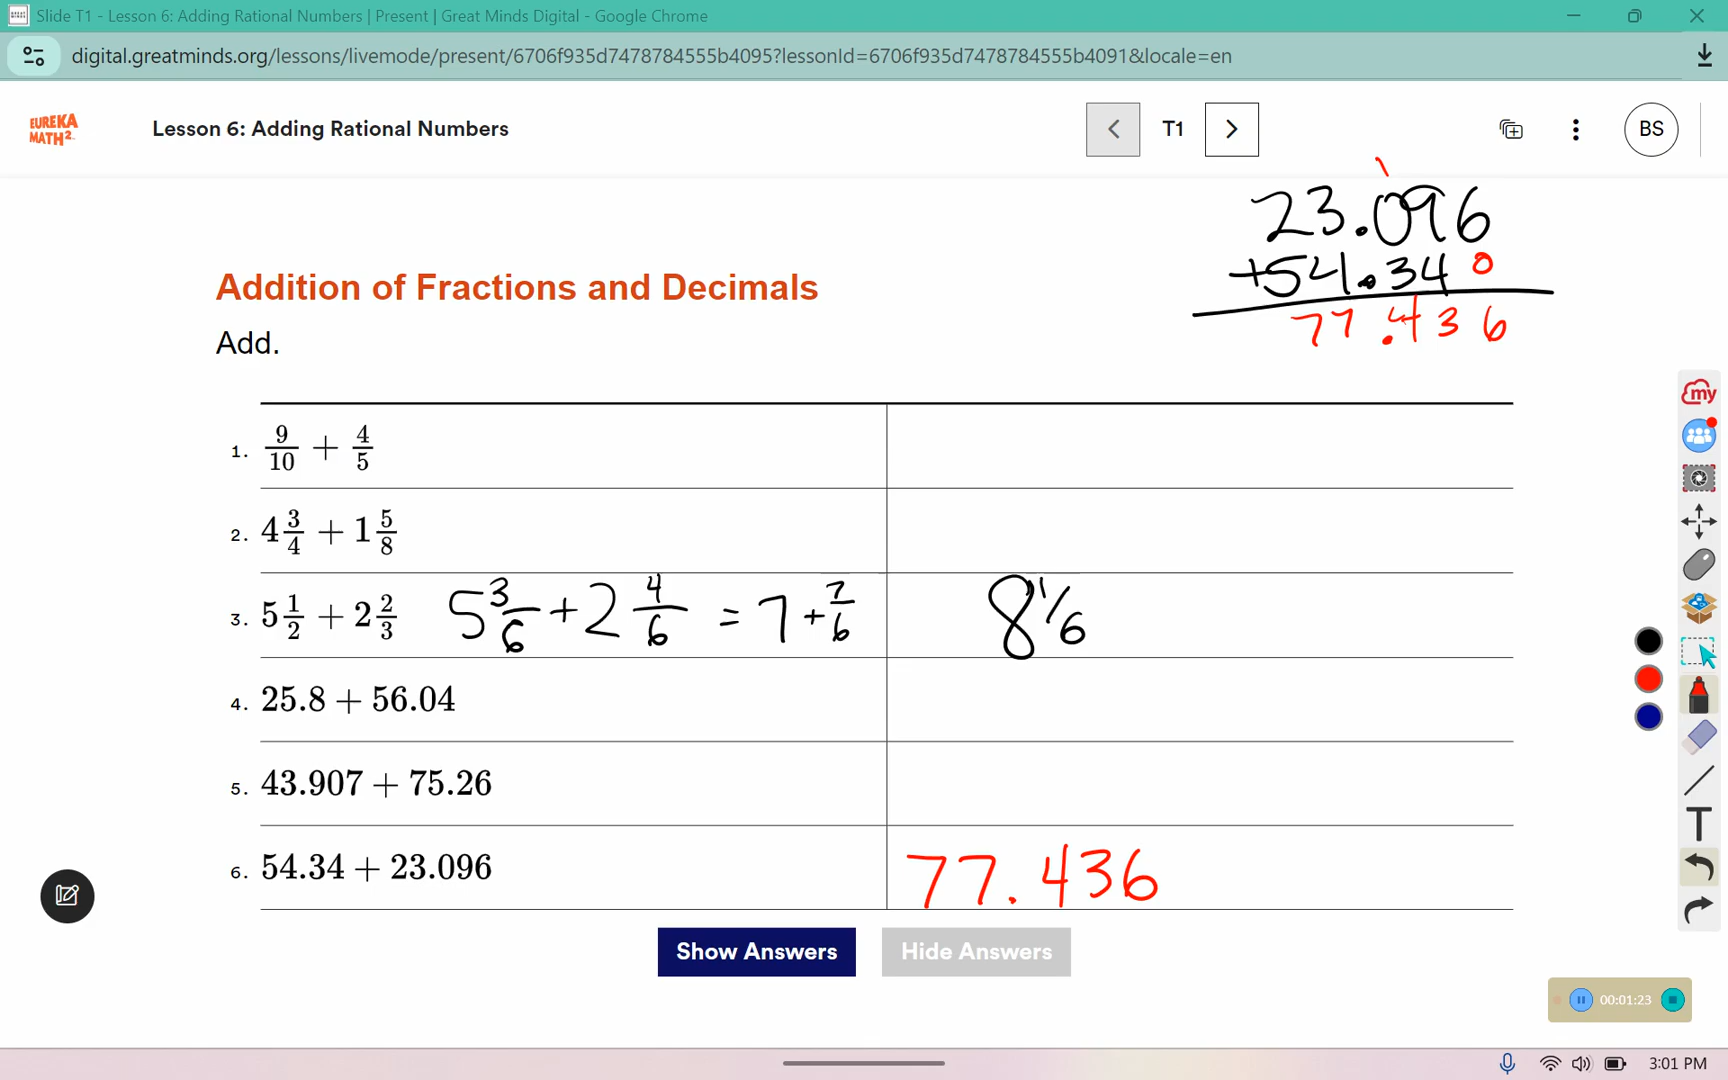 Slide T1 - Lesson 6: Adding Rational Numbers | Present | Great Minds Digital - Google Chrome
digital.greatminds.org/lessons/livemode/present/6706f935d7478784555b4095?lessonId=6706f935d7478784555b4091&locale=en
EUREKA MATH²
Lesson 6: Adding Rational Numbers
T1
BS
1
23.096
+54.340
77.436
Addition of Fractions and Decimals
Add.
1. 9/10 + 4/5
2. 4 3/4 + 1 5/8
3. 5 1/2 + 2 2/3 5 3/6 + 2 4/6 = 7 + 7/6 8 1/6
4. 25.8 + 56.04
5. 43.907 + 75.26
6. 54.34 + 23.096 77.436
Show Answers Hide Answers
my
T
00:01:23
3:01 PM